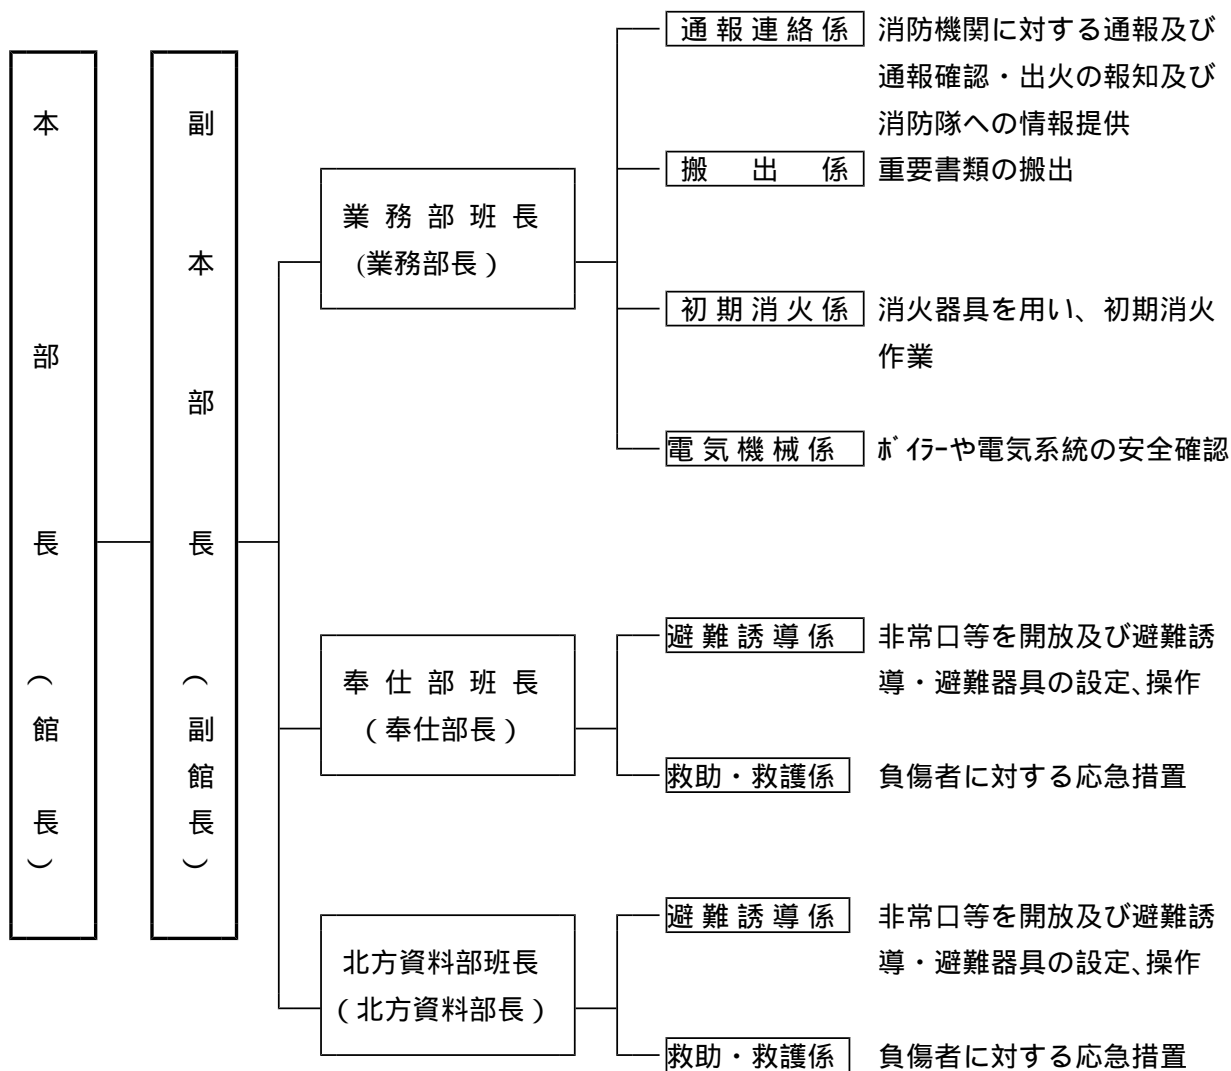 本部長（館長）
副本部長（副館長）
業務部班長
(業務部長）
通報連絡係
消防機関に対する通報及び
通報確認・出火の報知及び
消防隊への情報提供
搬出係
重要書類の搬出
初期消火係
消火器具を用い、初期消火
作業
電気機械係
ﾎﾞｲﾗｰや電気系統の安全確認
奉仕部班長
（奉仕部長）
避難誘導係
非常口等を開放及び避難誘
導・避難器具の設定、操作
救助・救護係
負傷者に対する応急措置
北方資料部班長
（北方資料部長）
避難誘導係
非常口等を開放及び避難誘
導・避難器具の設定、操作
救助・救護係
負傷者に対する応急措置